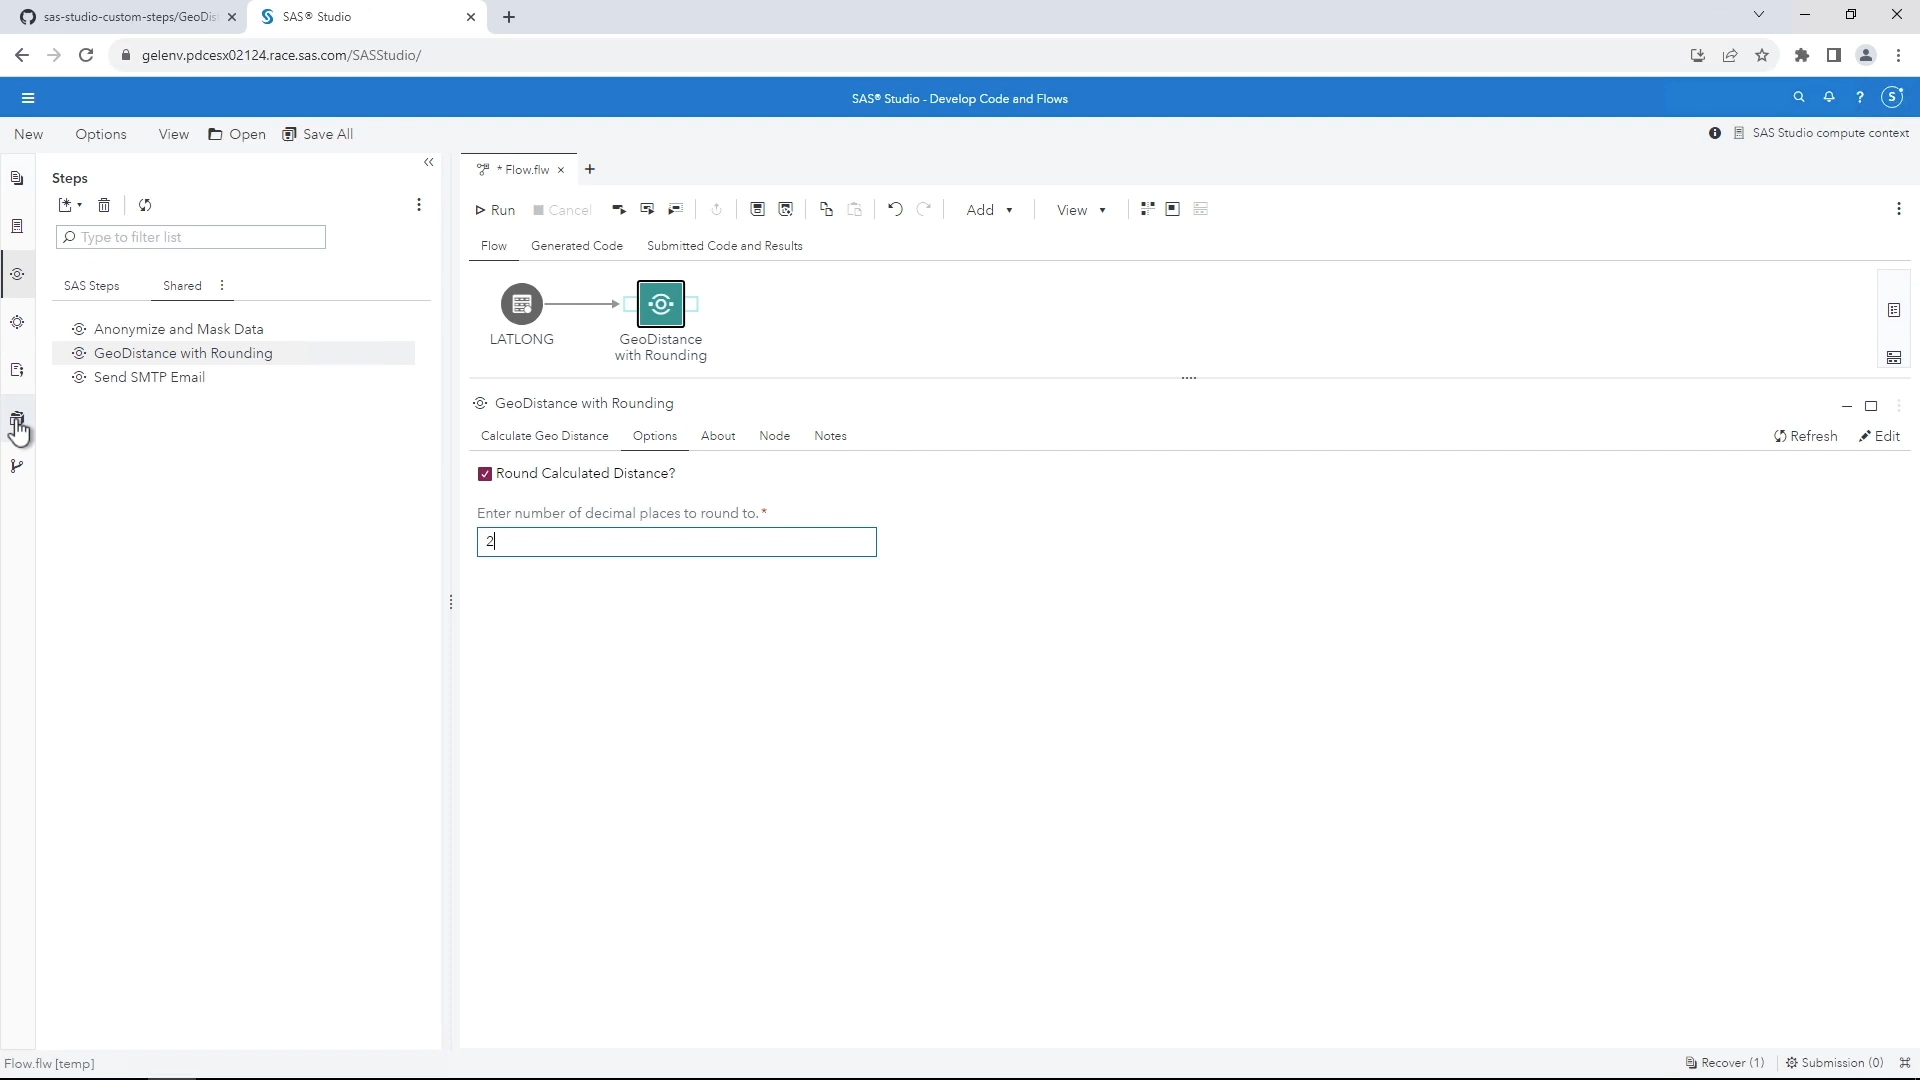 sas-studio-custom-steps/GeoDis
SAS® Studio
gelenv.pdcesx02124.race.sas.com/SASStudio/
SAS® Studio - Develop Code and Flows
S
New Options View Open Save All
SAS Studio compute context
Steps
Type to filter list
SAS Steps Shared
Anonymize and Mask Data
GeoDistance with Rounding
Send SMTP Email
* Flow.flw
Run Cancel Add View
Flow Generated Code Submitted Code and Results
LATLONG
GeoDistance
with Rounding
GeoDistance with Rounding
Calculate Geo Distance Options About Node Notes
Refresh Edit
Round Calculated Distance?
Enter number of decimal places to round to.*
2
Flow.flw [temp]
Recover (1) Submission (0)